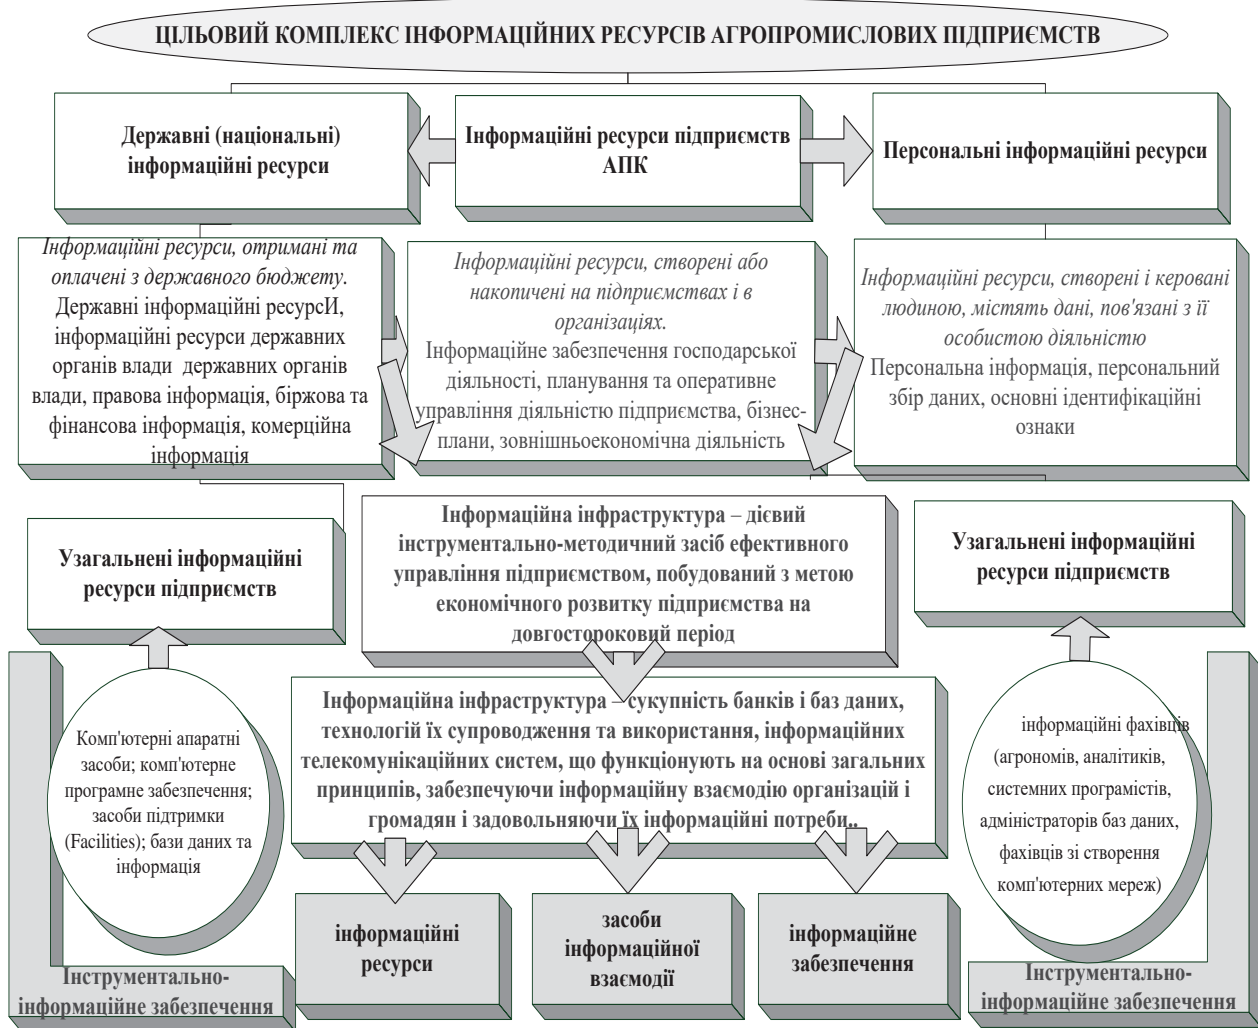 ЦІЛЬОВИЙ КОМПЛЕКС ІНФОРМАЦІЙНИХ РЕСУРСІВ АГРОПРОМИСЛОВИХ ПІДПРИЄМСТВ
Державні (національні)
інформаційні ресурси
Інформаційні ресурси підприємств
АПК
Персональні інформаційні ресурси
Інформаційні ресурси, отримані та
оплачені з державного бюджету.
Державні інформаційні ресурсИ,
інформаційні ресурси державних
органів влади державних органів
влади, правова інформація, біржова та
фінансова інформація, комерційна
інформація
Інформаційні ресурси, створені або
накопичені на підприємствах і в
організаціях.
Інформаційне забезпечення господарської
діяльності, планування та оперативне
управління діяльністю підприємства, бізнес-
плани, зовнішньоекономічна діяльність
Інформаційні ресурси, створені і керовані
людиною, містять дані, пов'язані з її
особистою діяльністю
Персональна інформація, персональний
збір даних, основні ідентифікаційні
ознаки
Узагальнені інформаційні
ресурси підприємств
Інформаційна інфраструктура – дієвий
інструментально-методичний засіб ефективного
управління підприємством, побудований з метою
економічного розвитку підприємства на
довгостороковий період
Узагальнені інформаційні
ресурси підприємств
Комп'ютерні апаратні
засоби; комп'ютерне
програмне забезпечення;
засоби підтримки
(Facilities); бази даних та
інформація
Інформаційна інфраструктура – сукупність банків і баз даних,
технологій їх супроводження та використання, інформаційних
телекомунікаційних систем, що функціонують на основі загальних
принципів, забезпечуючи інформаційну взаємодію організацій і
громадян і задовольняючи їх інформаційні потреби..
інформаційні фахівців
(агрономів, аналітиків,
системних програмістів,
адміністраторів баз даних,
фахівців зі створення
комп'ютерних мереж)
Інструментально-
інформаційне забезпечення
інформаційні
ресурси
засоби
інформаційної
взаємодії
інформаційне
забезпечення
Інструментально-
інформаційне забезпечення